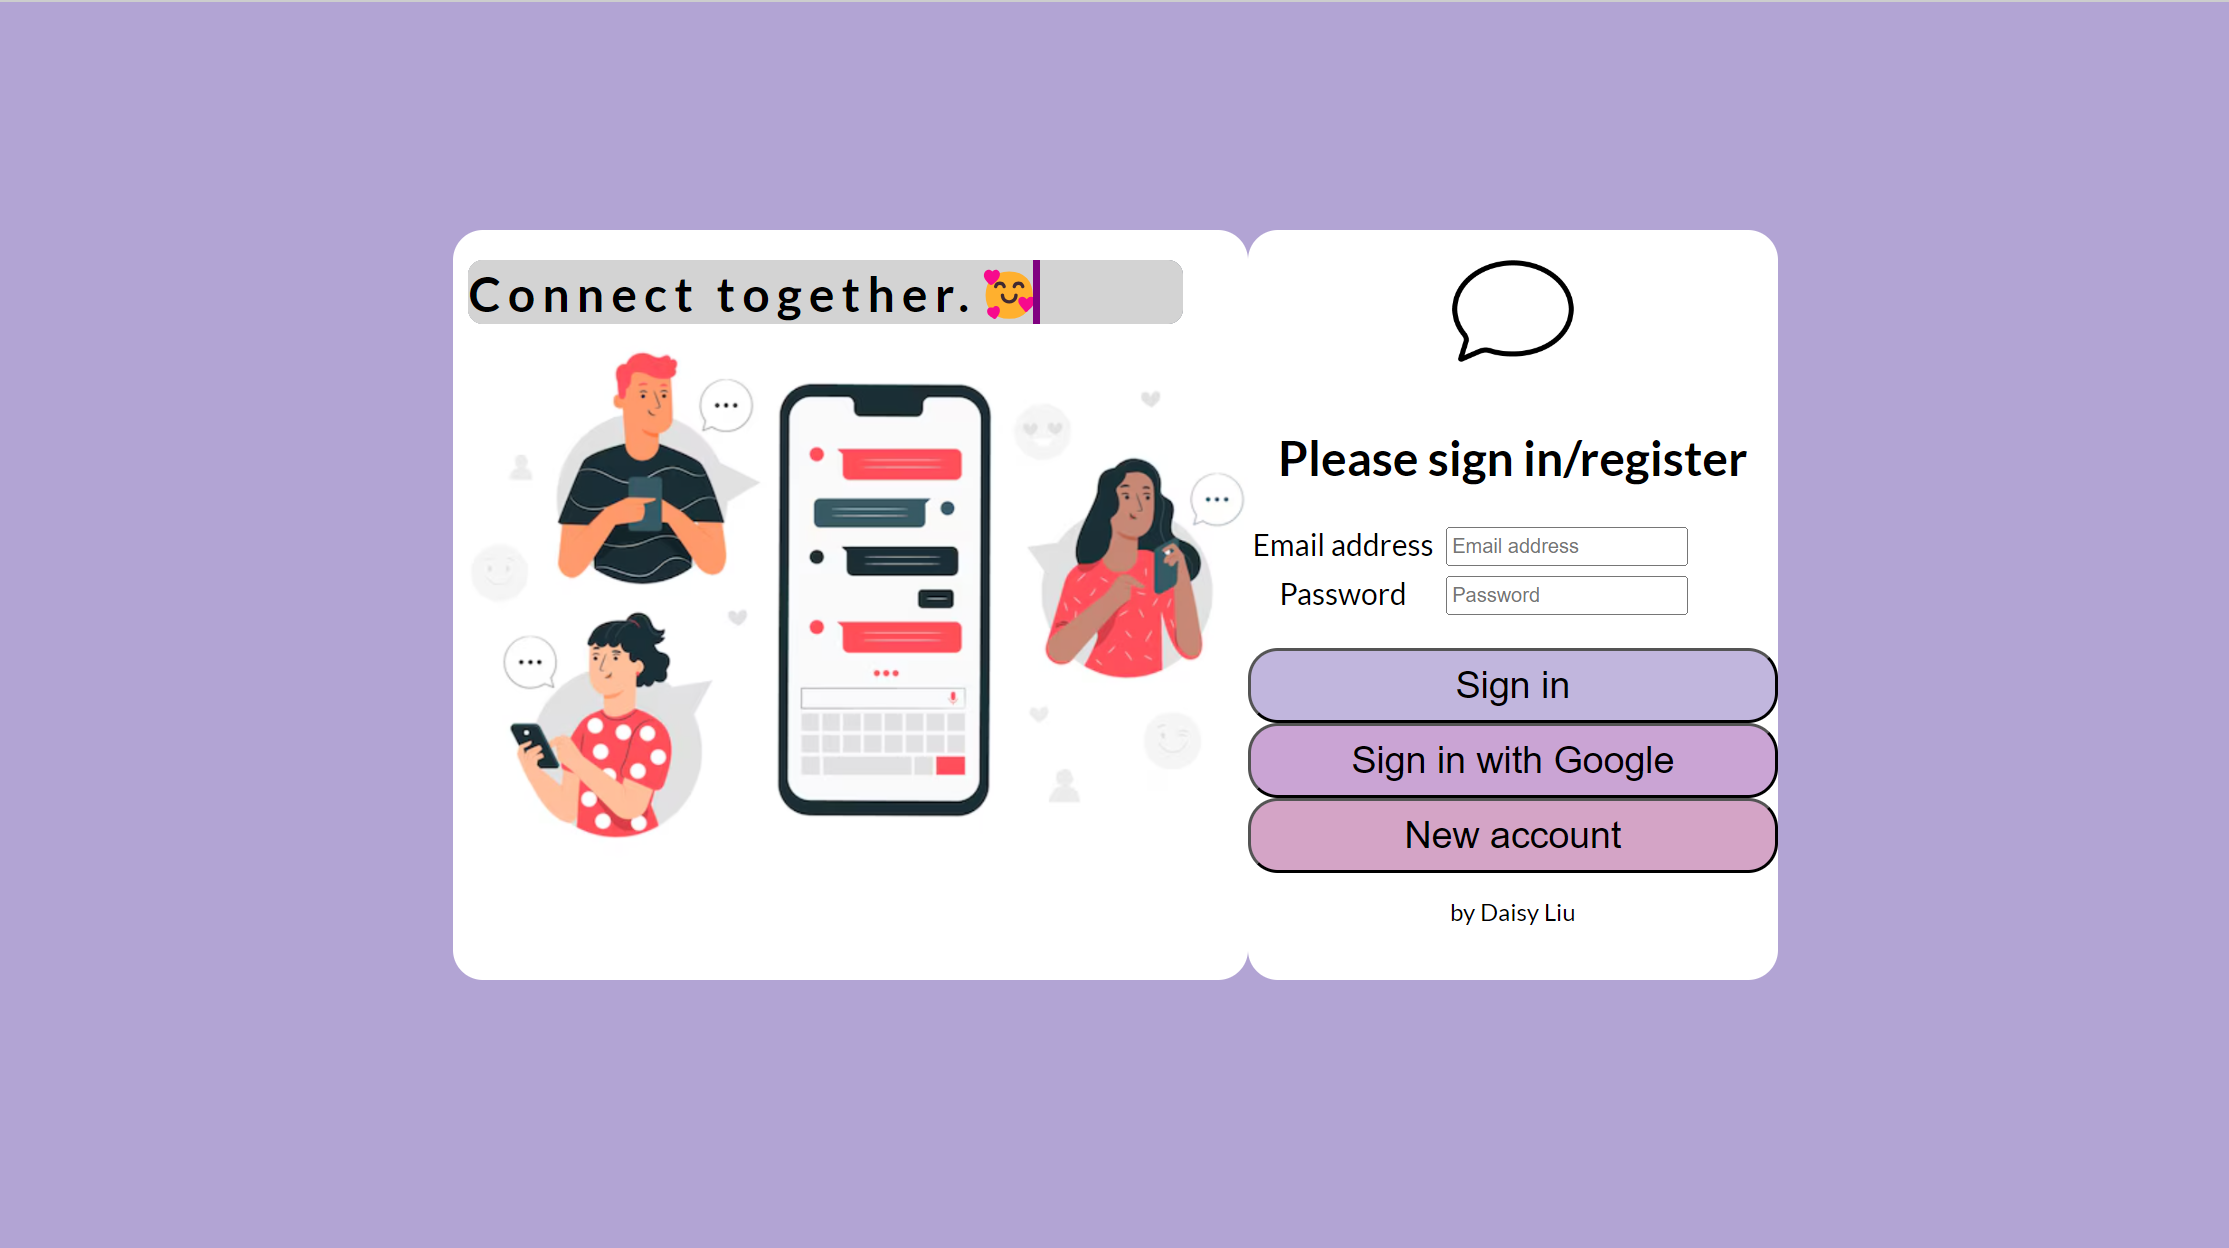 Connect together. 🥰
Please sign in/register
Email address Email address
Password Password
Sign in
Sign in with Google
New account
by Daisy Liu